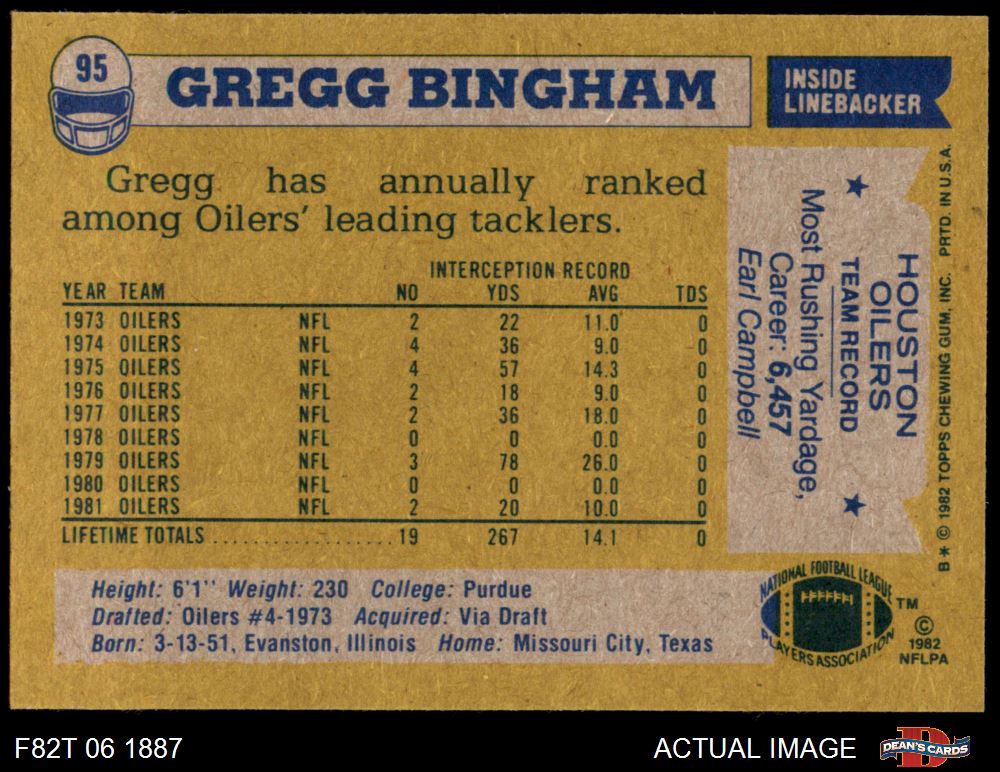 95
GREGG BINGHAM
INSIDE
LINEBACKER
Gregg has annually ranked
among Oilers' leading tacklers.
INTERCEPTION RECORD
YEAR TEAM NO YDS AVG TDS
1973 OILERS NFL 2 22 11.0 0
1974 OILERS NFL 4 36 9.0 0
1975 OILERS NFL 4 57 14.3 0
1976 OILERS NFL 2 18 9.0 0
1977 OILERS NFL 2 36 18.0 0
1978 OILERS NFL 0 0 0.0 0
1979 OILERS NFL 3 78 26.0 0
1980 OILERS NFL 0 0 0.0 0
1981 OILERS NFL 2 20 10.0 0
LIFETIME TOTALS .................... 19 267 14.1 0
HOUSTON
OILERS
TEAM RECORD
Most Rushing Yardage,
Career: 6,457
Earl Campbell
B* © 1982 TOPPS CHEWING GUM, INC. PRTD. IN U.S.A.
Height: 6'1'' Weight: 230 College: Purdue
Drafted: Oilers #4-1973 Acquired: Via Draft
Born: 3-13-51, Evanston, Illinois Home: Missouri City, Texas
NATIONAL FOOTBALL LEAGUE
PLAYERS ASSOCIATION
TM
©
1982
NFLPA
F82T 06 1887
ACTUAL IMAGE
DEAN'S CARDS